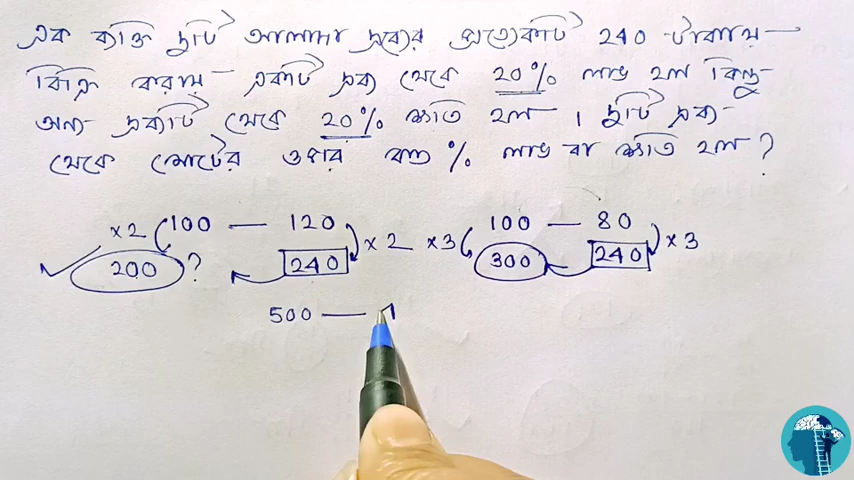 এক ব্যক্তি দুটি আলাদা দ্রব্যের প্রত্যেকটি 240 টাকায়
বিক্রি করায় একটি দ্রব্য থেকে 20% লাভ হল কিন্তু
অন্য দ্রব্যটি থেকে 20% ক্ষতি হল । দুটি দ্রব্য
থেকে মোটের ওপর কত % লাভ বা ক্ষতি হল ?
×2 100 — 120 ×2 ×3 100 — 80 ×3
200 ? 240 300 240
500 —